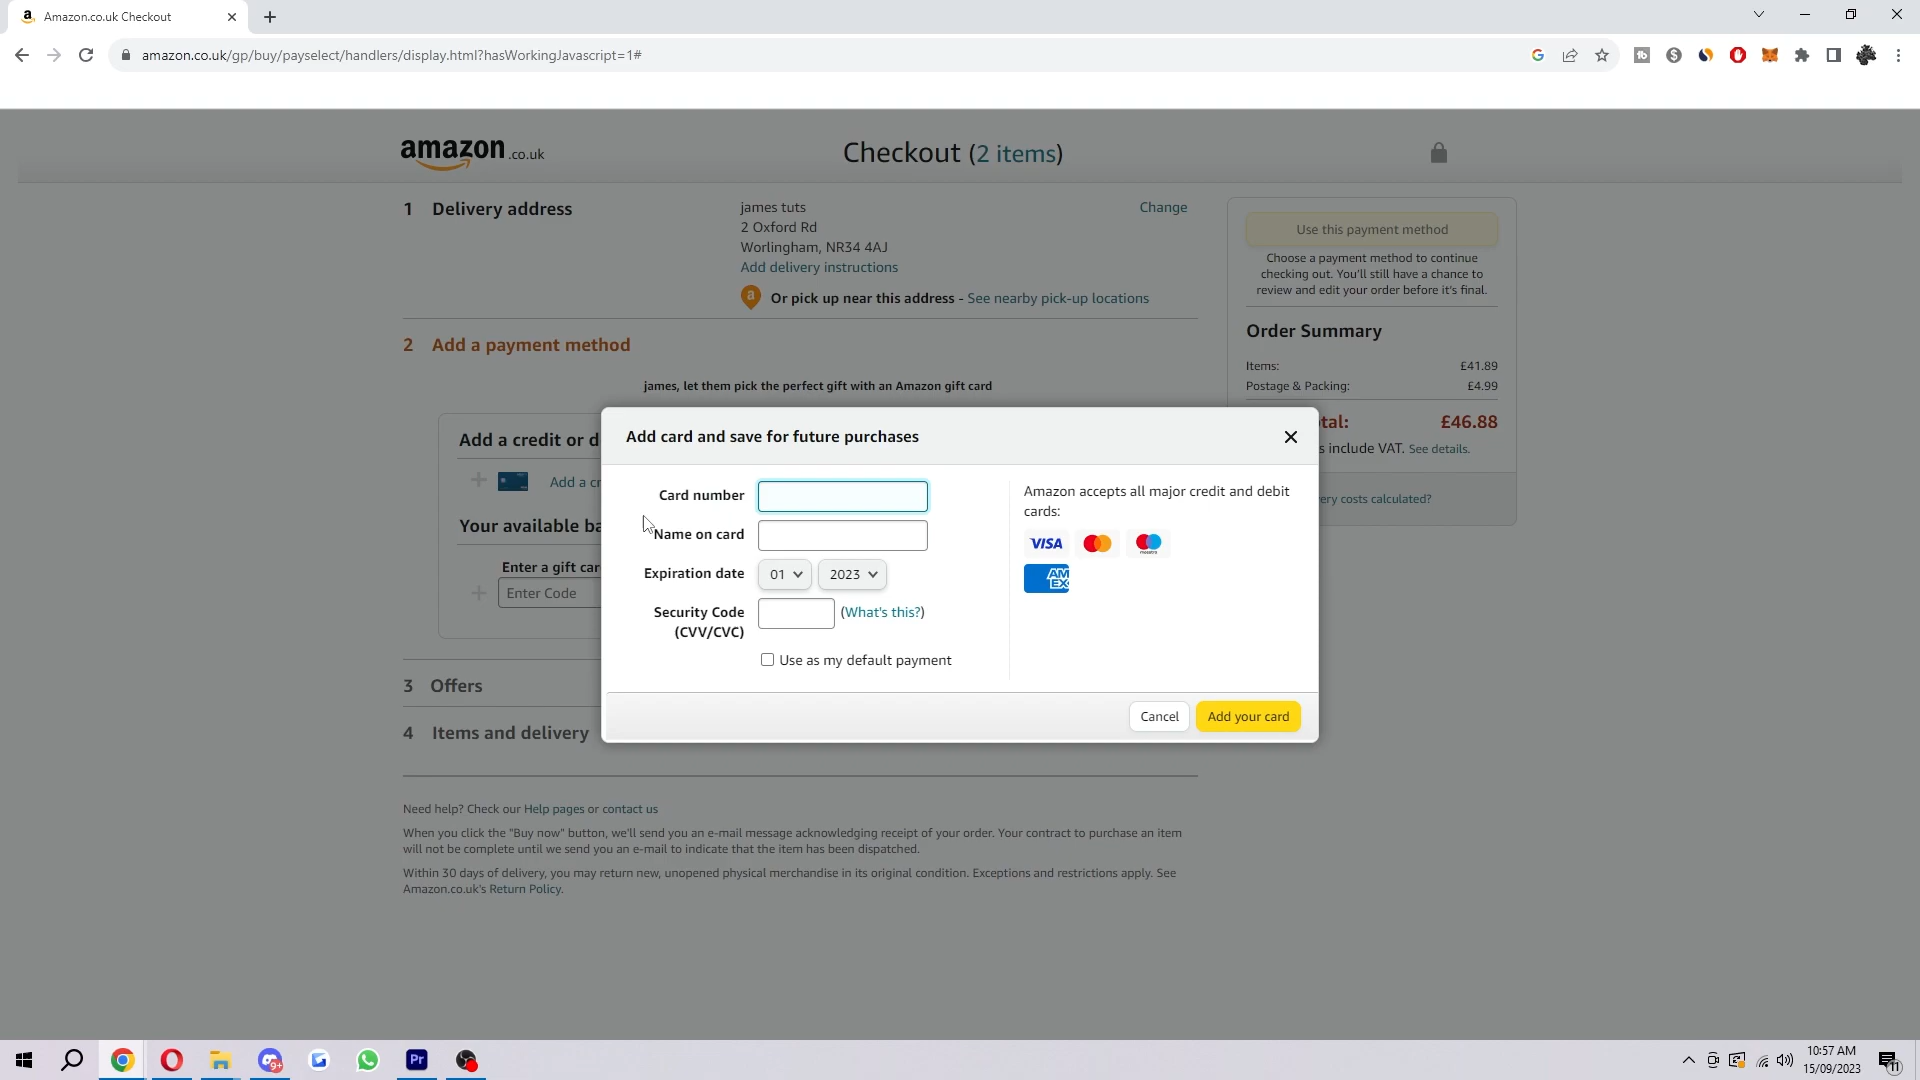 Amazon.co.uk Checkout
amazon.co.uk/gp/buy/payselect/handlers/display.html?hasWorkingJavascript=1#
amazon.co.uk
Checkout (2 items)
1 Delivery address
james tuts
2 Oxford Rd
Worlingham, NR34 4AJ
Add delivery instructions
Change
Or pick up near this address - See nearby pick-up locations
2 Add a payment method
james, let them pick the perfect gift with an Amazon gift card
Add a credit or d
Add a cr
Your available ba
Enter a gift car
Enter Code
3 Offers
4 Items and delivery
Need help? Check our Help pages or contact us
When you click the "Buy now" button, we'll send you an e-mail message acknowledging receipt of your order. Your contract to purchase an item
will not be complete until we send you an e-mail to indicate that the item has been dispatched.
Within 30 days of delivery, you may return new, unopened physical merchandise in its original condition. Exceptions and restrictions apply. See
Amazon.co.uk's Return Policy.
Use this payment method
Choose a payment method to continue
checking out. You'll still have a chance to
review and edit your order before it's final.
Order Summary
Items: £41.89
Postage & Packing: £4.99
tal: £46.88
s include VAT. See details.
ery costs calculated?
Add card and save for future purchases
Card number
Name on card
Expiration date 01 2023
Security Code (What's this?)
(CVV/CVC)
Use as my default payment
Amazon accepts all major credit and debit
cards:
VISA
maestro
AM
EX
Cancel
Add your card
9+
Pr
10:57 AM
15/09/2023
11